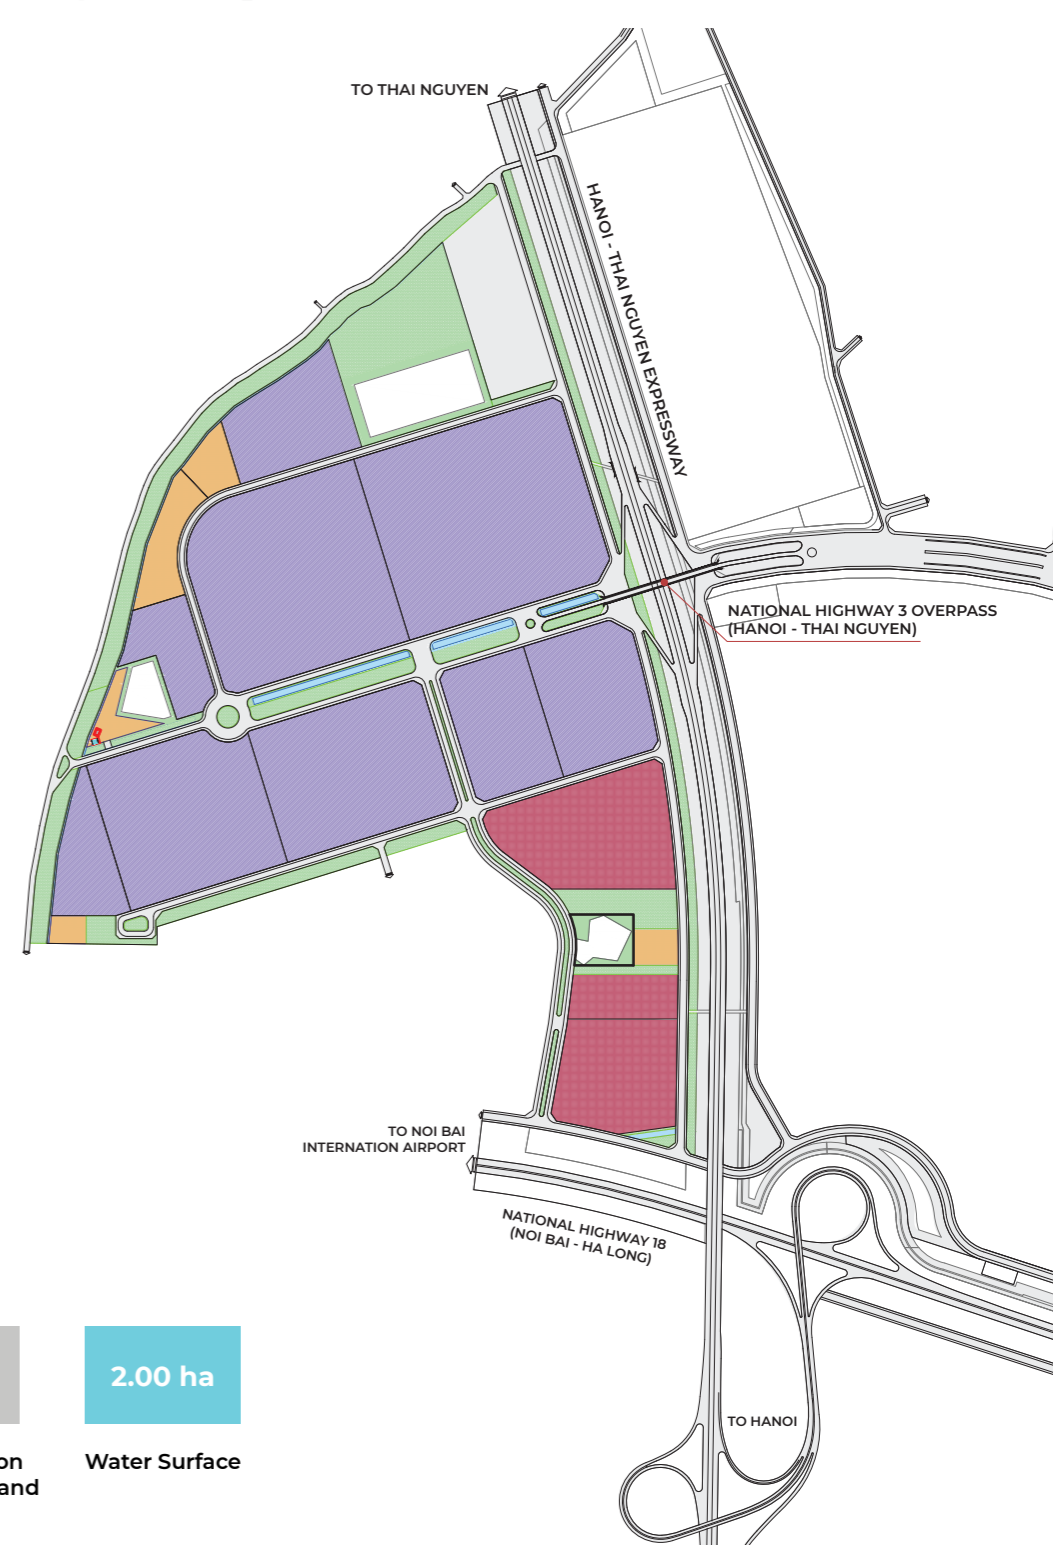 TO THAI NGUYEN
HANOI - THAI NGUYEN EXPRESSWAY
NATIONAL HIGHWAY 3 OVERPASS
(HANOI - THAI NGUYEN)
TO NOI BAI
INTERNATION AIRPORT
NATIONAL HIGHWAY 18
(NOI BAI - HA LONG)
TO HANOI
2.00 ha
on
and
Water Surface